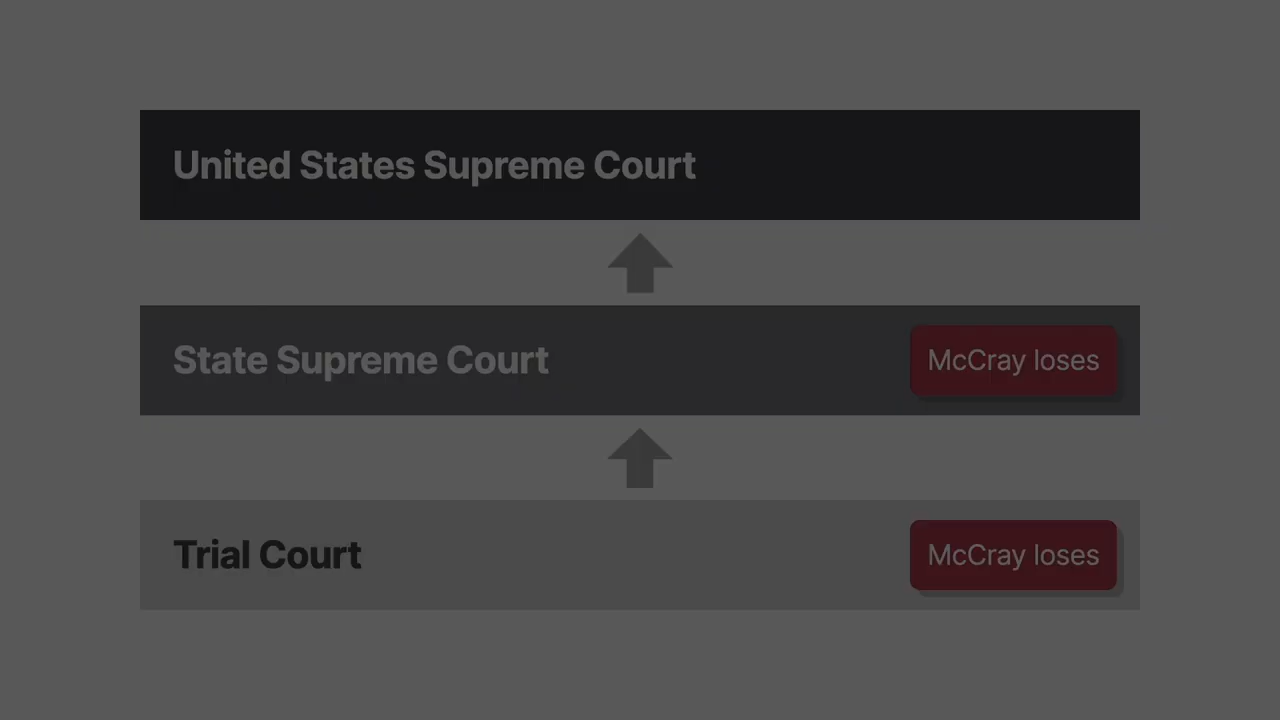 United States Supreme Court
State Supreme Court
McCray loses
Trial Court
McCray loses